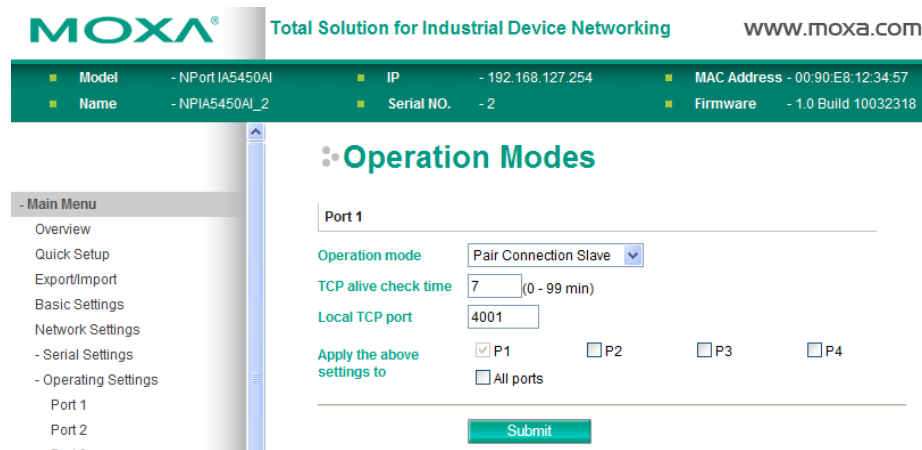 MOXA® Total Solution for Industrial Device Networking www.moxa.com
Model - NPort IA5450AI IP - 192.168.127.254 MAC Address - 00:90:E8:12:34:57
Name - NPIA5450AI_2 Serial NO. - 2 Firmware - 1.0 Build 10032318
Operation Modes
- Main Menu
Overview
Quick Setup
Export/Import
Basic Settings
Network Settings
- Serial Settings
- Operating Settings
Port 1
Port 2
Port 1
Operation mode Pair Connection Slave
TCP alive check time 7 (0 - 99 min)
Local TCP port 4001
Apply the above
settings to
P1 P2 P3 P4
All ports
Submit